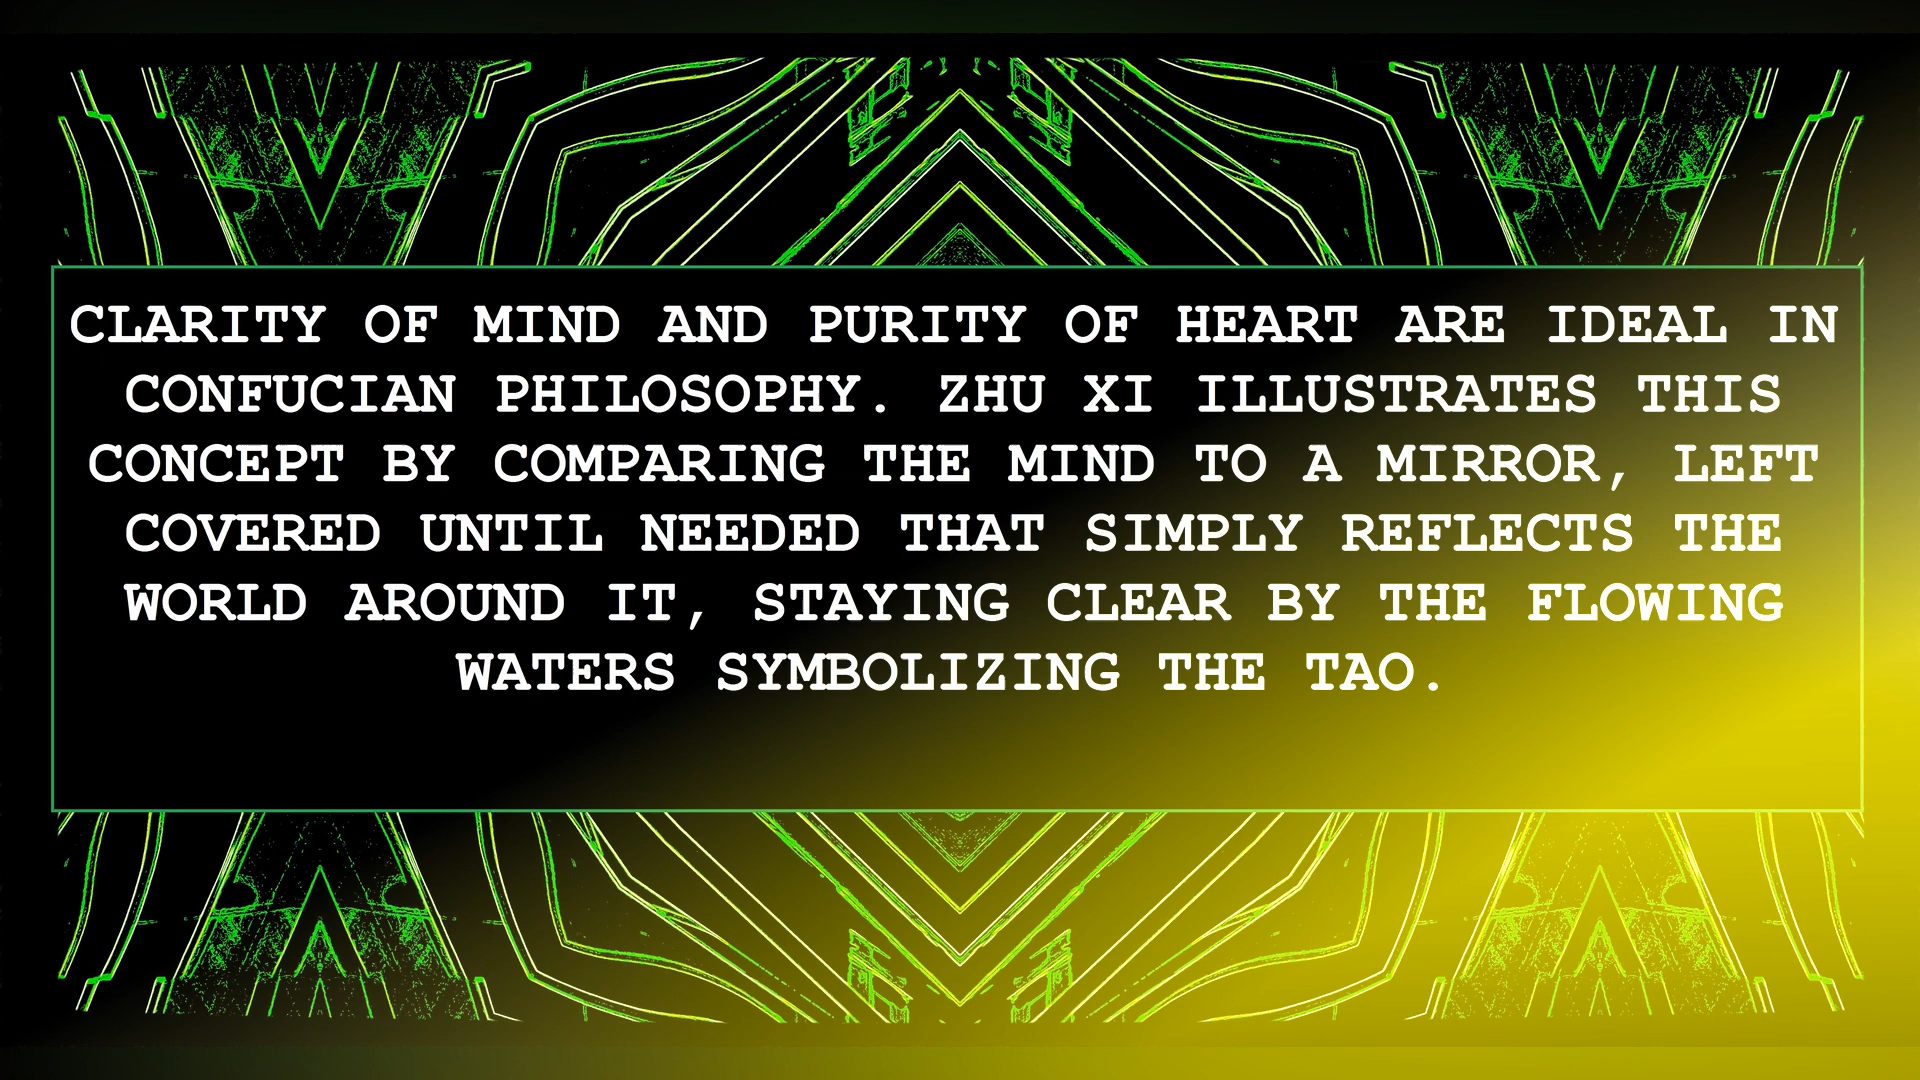 CLARITY OF MIND AND PURITY OF HEART ARE IDEAL IN
CONFUCIAN PHILOSOPHY. ZHU XI ILLUSTRATES THIS
CONCEPT BY COMPARING THE MIND TO A MIRROR, LEFT
COVERED UNTIL NEEDED THAT SIMPLY REFLECTS THE
WORLD AROUND IT, STAYING CLEAR BY THE FLOWING
WATERS SYMBOLIZING THE TAO.